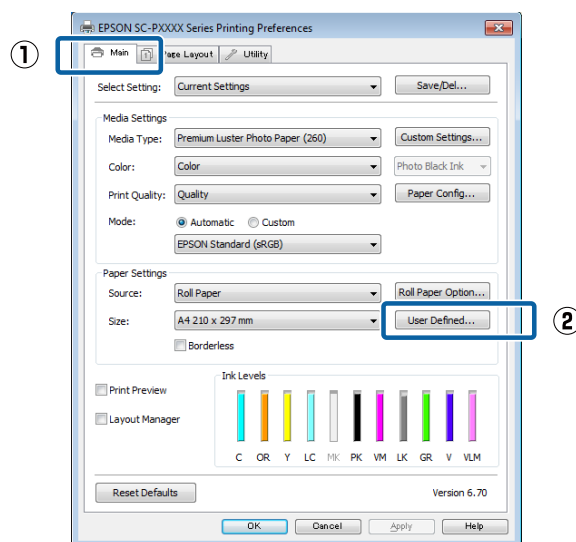 EPSON SC-PXXXX Series Printing Preferences
① Main Page Layout Utility
Select Setting: Current Settings Save/Del...
Media Settings
Media Type: Premium Luster Photo Paper (260) Custom Settings...
Color: Color Photo Black Ink
Print Quality: Quality Paper Config...
Mode: Automatic Custom
EPSON Standard (sRGB)
Paper Settings
Source: Roll Paper Roll Paper Option...
Size: A4 210 x 297 mm User Defined... ②
Borderless
Ink Levels
Print Preview
Layout Manager
C OR Y LC MK PK VM LK GR V VLM
Reset Defaults Version 6.70
OK Cancel Apply Help